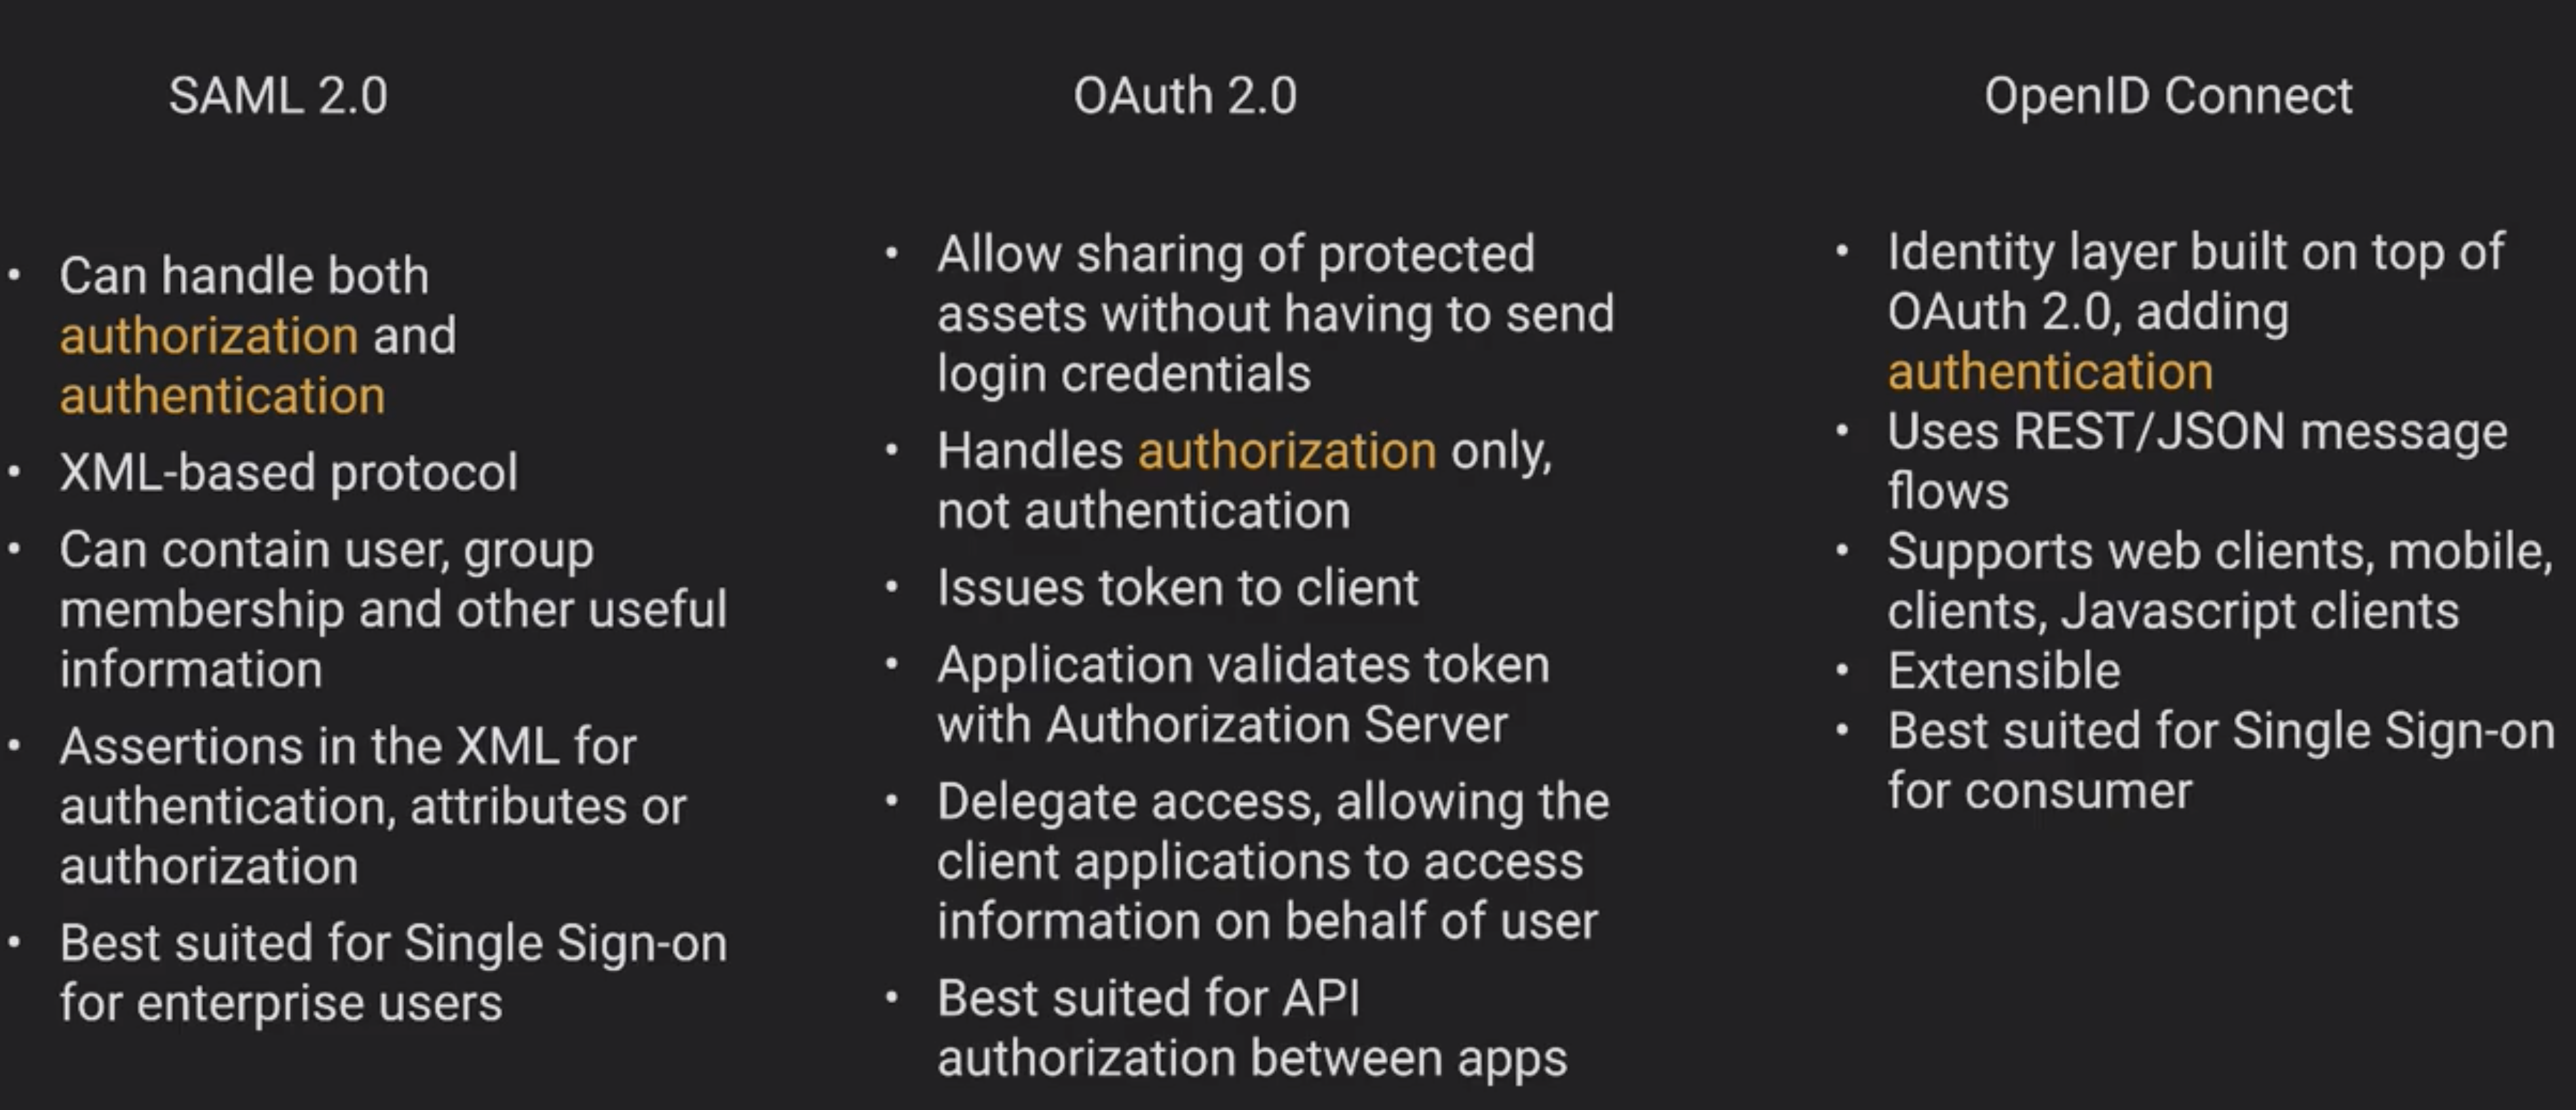 SAML 2.0
• Can handle both
authorization and
authentication
• XML-based protocol
• Can contain user, group
membership and other useful
information
• Assertions in the XML for
authentication, attributes or
authorization
• Best suited for Single Sign-on
for enterprise users
OAuth 2.0
• Allow sharing of protected
assets without having to send
login credentials
• Handles authorization only,
not authentication
• Issues token to client
• Application validates token
with Authorization Server
• Delegate access, allowing the
client applications to access
information on behalf of user
• Best suited for API
authorization between apps
OpenID Connect
• Identity layer built on top of
OAuth 2.0, adding
authentication
• Uses REST/JSON message
flows
• Supports web clients, mobile,
clients, Javascript clients
• Extensible
• Best suited for Single Sign-on
for consumer